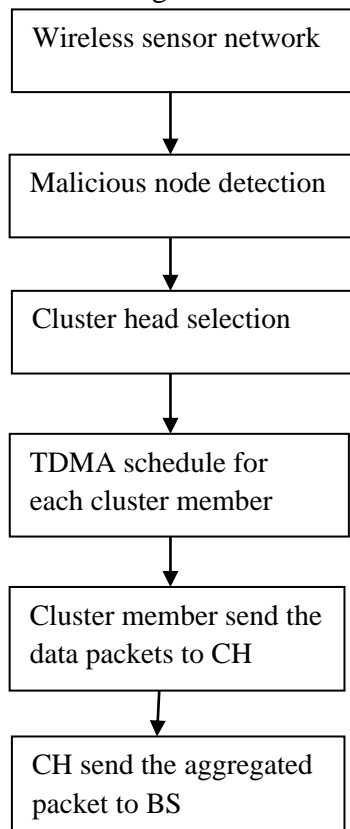 Wireless sensor network
Malicious node detection
Cluster head selection
TDMA schedule for
each cluster member
Cluster member send the
data packets to CH
CH send the aggregated
packet to BS